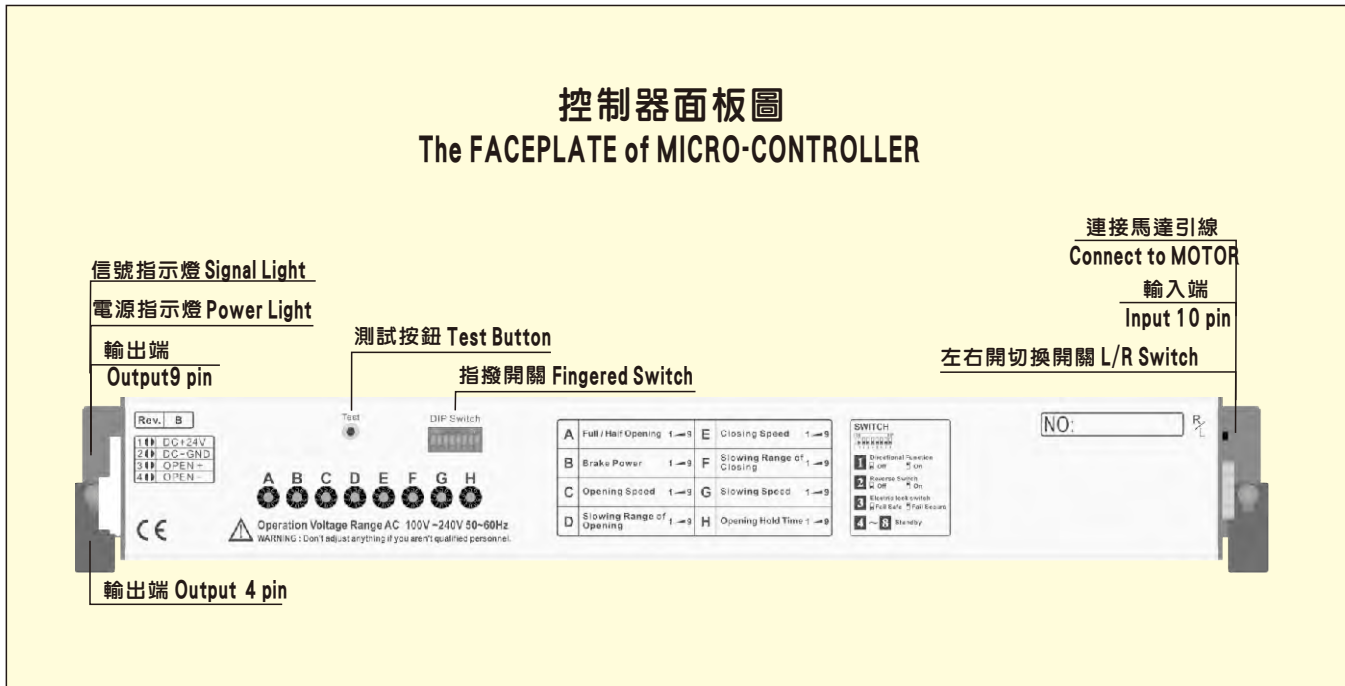 控制器面板圖
The FACEPLATE of MICRO-CONTROLLER
連接馬達引線
Connect to MOTOR
信號指示燈 Signal Light
輸入端
電源指示燈 Power Light
Input 10 pin
測試按鈕 Test Button
輸出端
左右開切換開關 L/R Switch
Output9 pin
指撥開關 Fingered Switch
Rev. B
1 DC+24V
2 DC-GND
3 OPEN+
4 OPEN-
Test
DIP Switch
A B C D E F G H
Operation Voltage Range AC 100V~240V 50~60Hz
WARNING : Don't adjust anything if you aren't qualified personnel.
CE
A Full / Half Opening 1→9 E Closing Speed 1→9
B Brake Power 1→9 F Slowing Range of Closing 1→9
C Opening Speed 1→9 G Slowing Speed 1→9
D Slowing Range of Opening 1→9 H Opening Hold Time 1→9
SWITCH
1 Directional Function
Off On
2 Reverse Switch
Off On
3 Electric lock switch
Fail Safe Fail Secure
4 ~ 8 Standby
NO:
R/L
輸出端 Output 4 pin